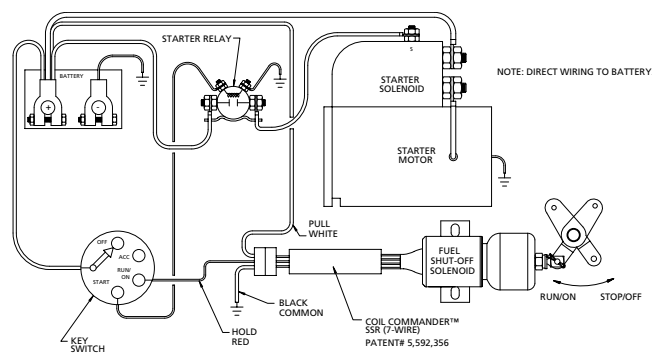 STARTER RELAY
BATTERY
+
-
S
STARTER
SOLENOID
NOTE: DIRECT WIRING TO BATTERY
STARTER
MOTOR
OFF
ACC
RUN/
ON
START
KEY
SWITCH
PULL
WHITE
FUEL
SHUT-OFF
SOLENOID
BLACK
COMMON
HOLD
RED
COIL COMMANDER™
SSR (7-WIRE)
PATENT# 5,592,356
RUN/ON
STOP/OFF